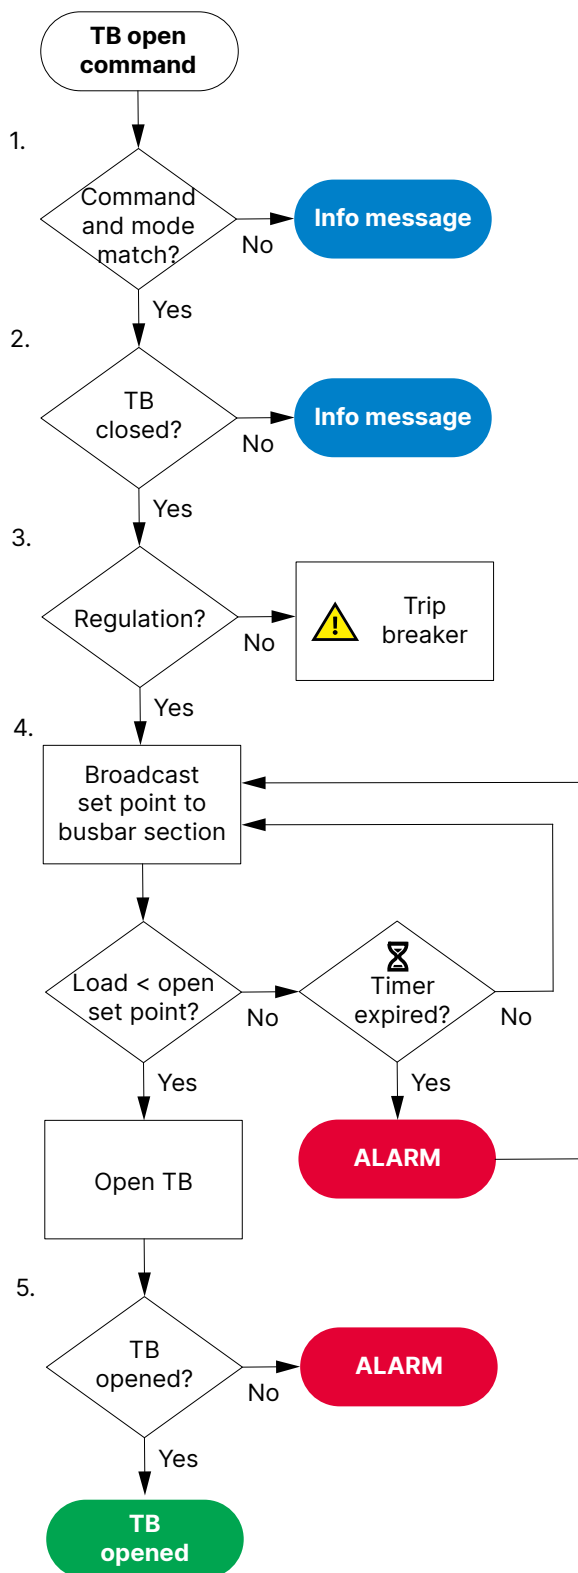 TB open
command
1.
Command
and mode
match?
No
Info message
Yes
2.
TB
closed?
No
Info message
Yes
3.
Regulation?
No
Trip
breaker
Yes
4.
Broadcast
set point to
busbar section
Load < open
set point?
No
Timer
expired?
No
Yes
Yes
ALARM
Open TB
5.
TB
opened?
No
ALARM
Yes
TB
opened